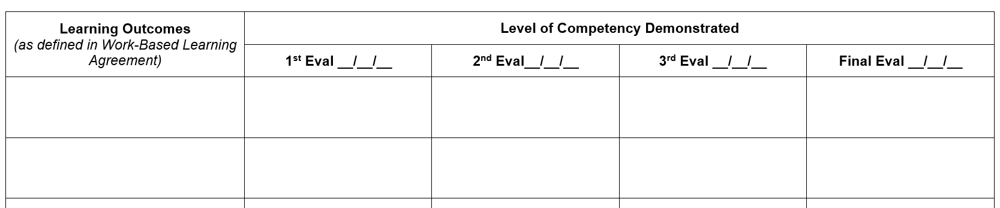 Learning Outcomes
(as defined in Work-Based Learning
Agreement)
Level of Competency Demonstrated
1st Eval __/__/__
2nd Eval__/__/__
3rd Eval __/__/__
Final Eval __/__/__